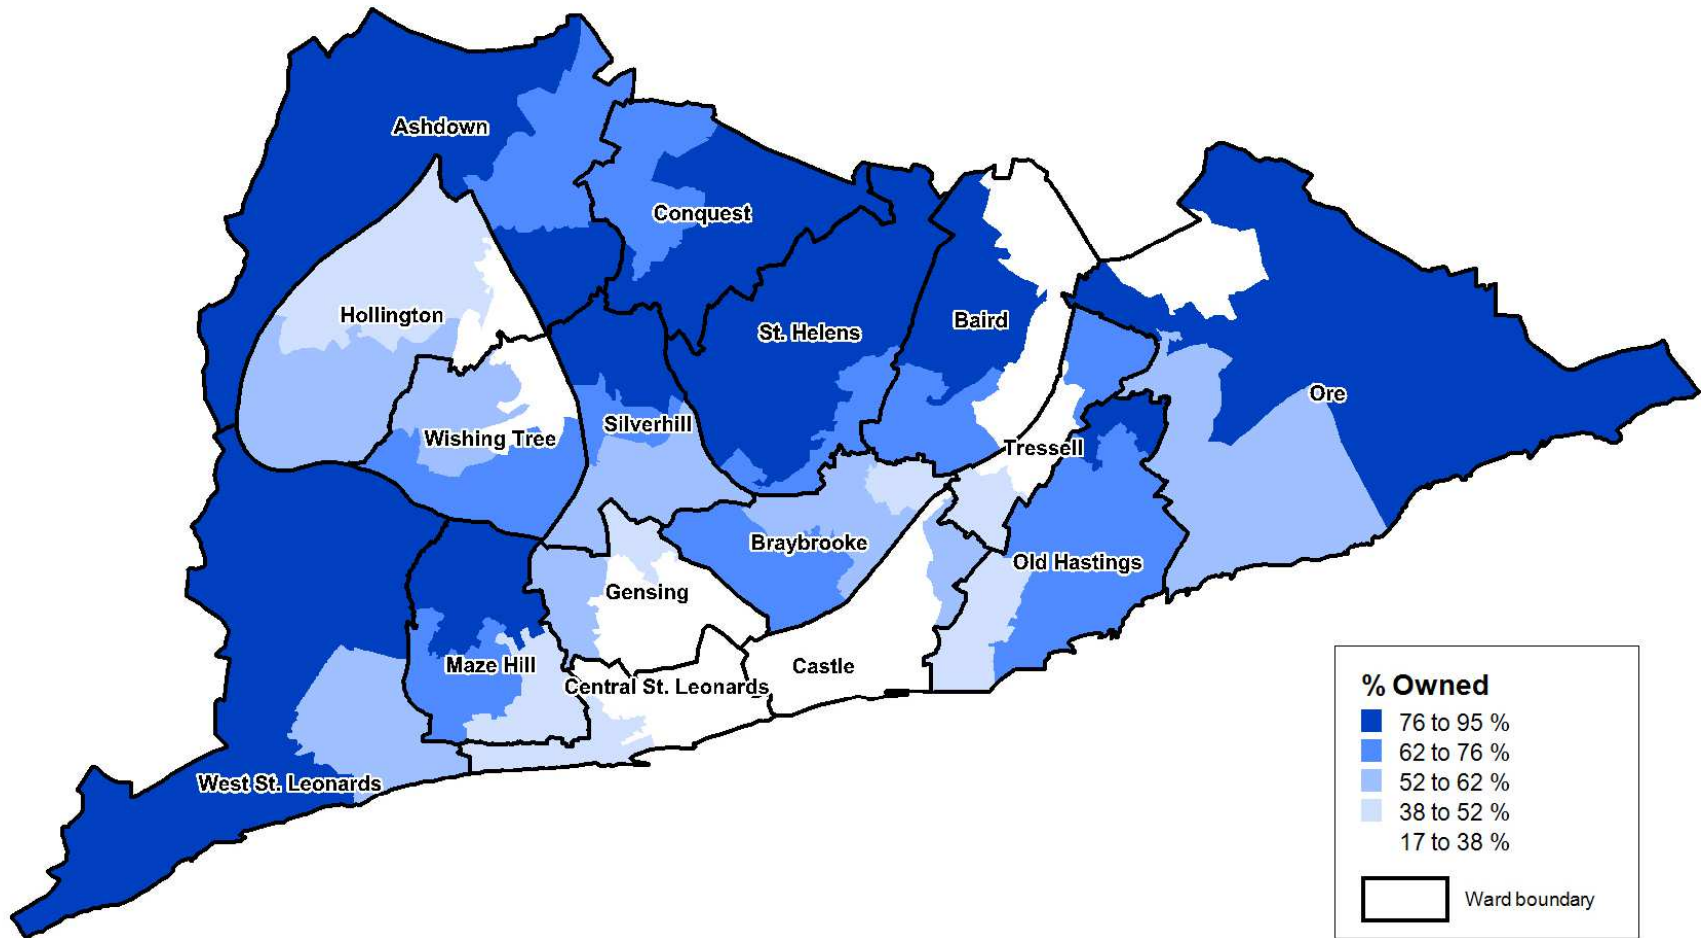 Ashdown
Conquest
Hollington
St. Helens
Baird
Ore
Wishing Tree
Silverhill
Tressell
Braybrooke
Old Hastings
Gensing
Maze Hill
Castle
Central St. Leonards
West St. Leonards
% Owned
76 to 95 %
62 to 76 %
52 to 62 %
38 to 52 %
17 to 38 %
Ward boundary